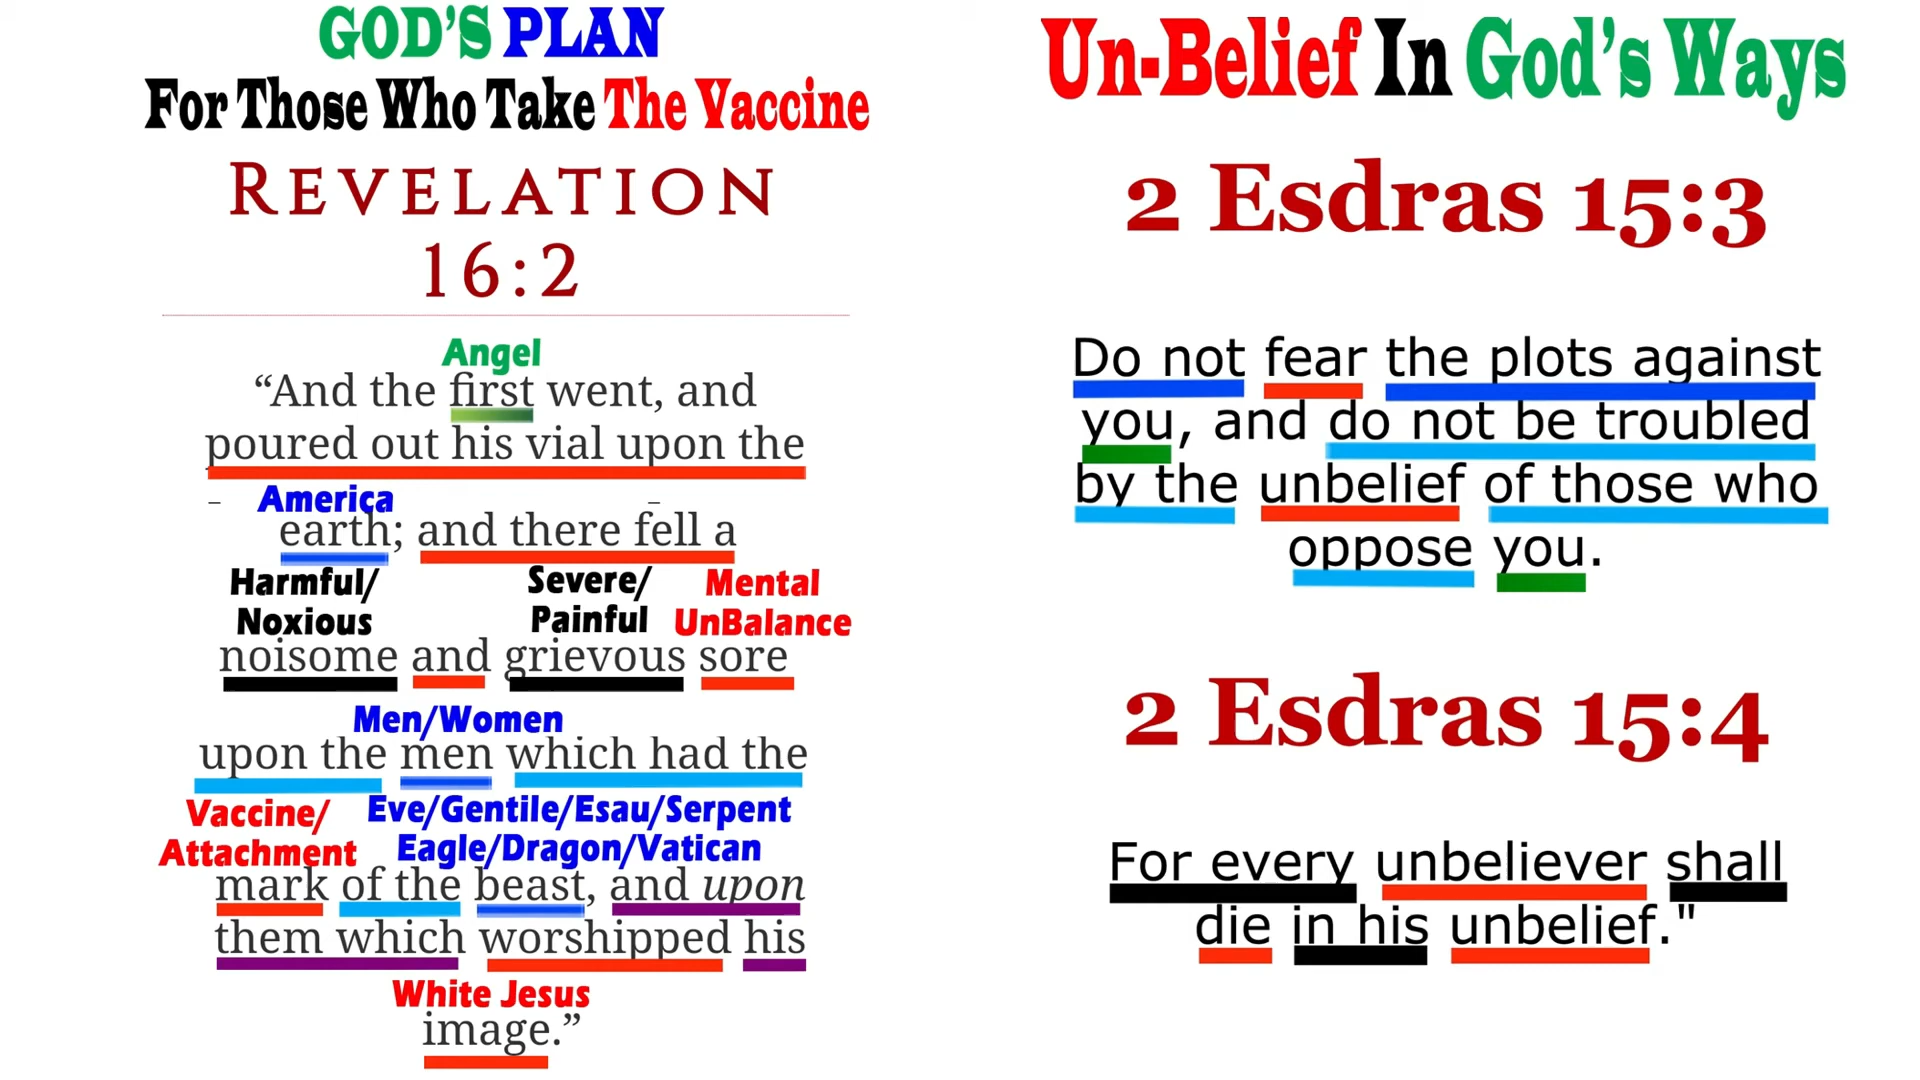 GOD'S PLAN
For Those Who Take The Vaccine
REVELATION
16:2
Angel
“And the first went, and
poured out his vial upon the
America
earth; and there fell a
Harmful/ Severe/ Mental
Noxious Painful UnBalance
noisome and grievous sore
Men/Women
upon the men which had the
Vaccine/ Eve/Gentile/Esau/Serpent
Attachment Eagle/Dragon/Vatican
mark of the beast, and upon
them which worshipped his
White Jesus
image.”
Un-Belief In God's Ways
2 Esdras 15:3
Do not fear the plots against
you, and do not be troubled
by the unbelief of those who
oppose you.
2 Esdras 15:4
For every unbeliever shall
die in his unbelief."